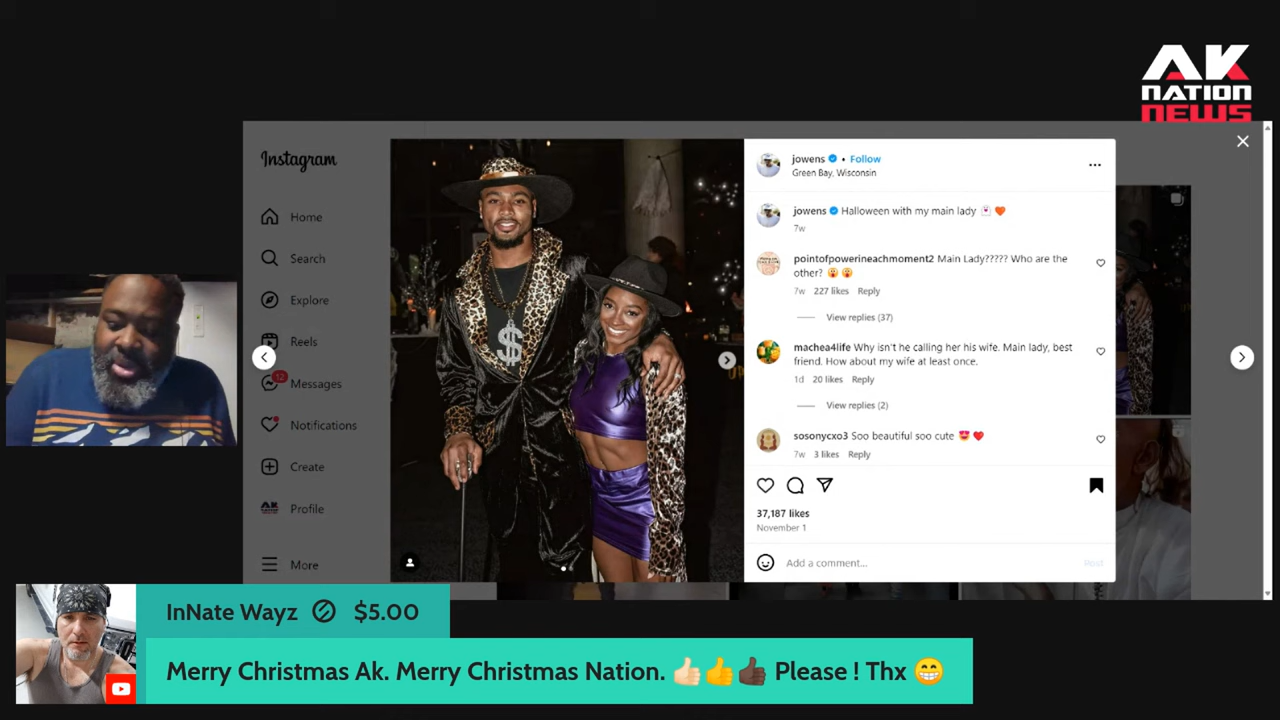 AK
NATION
NEWS
Instagram
Home
Search
Explore
Reels
12
Messages
Notifications
Create
Profile
More
$
jowens • Follow
Green Bay, Wisconsin
jowens Halloween with my main lady 👻 🧡
7w
pointofpowerineachmoment2 Main Lady????? Who are the
other? 😲 😲
7w 227 likes Reply
View replies (37)
machea4life Why isn't he calling her his wife. Main lady, best
friend. How about my wife at least once.
1d 20 likes Reply
View replies (2)
sosonycxo3 Soo beautiful soo cute 😍 ❤️
7w 3 likes Reply
37,187 likes
November 1
Add a comment...
Post
InNate Wayz $5.00
Merry Christmas Ak. Merry Christmas Nation. 👍🏻👍👍🏿 Please ! Thx 😁